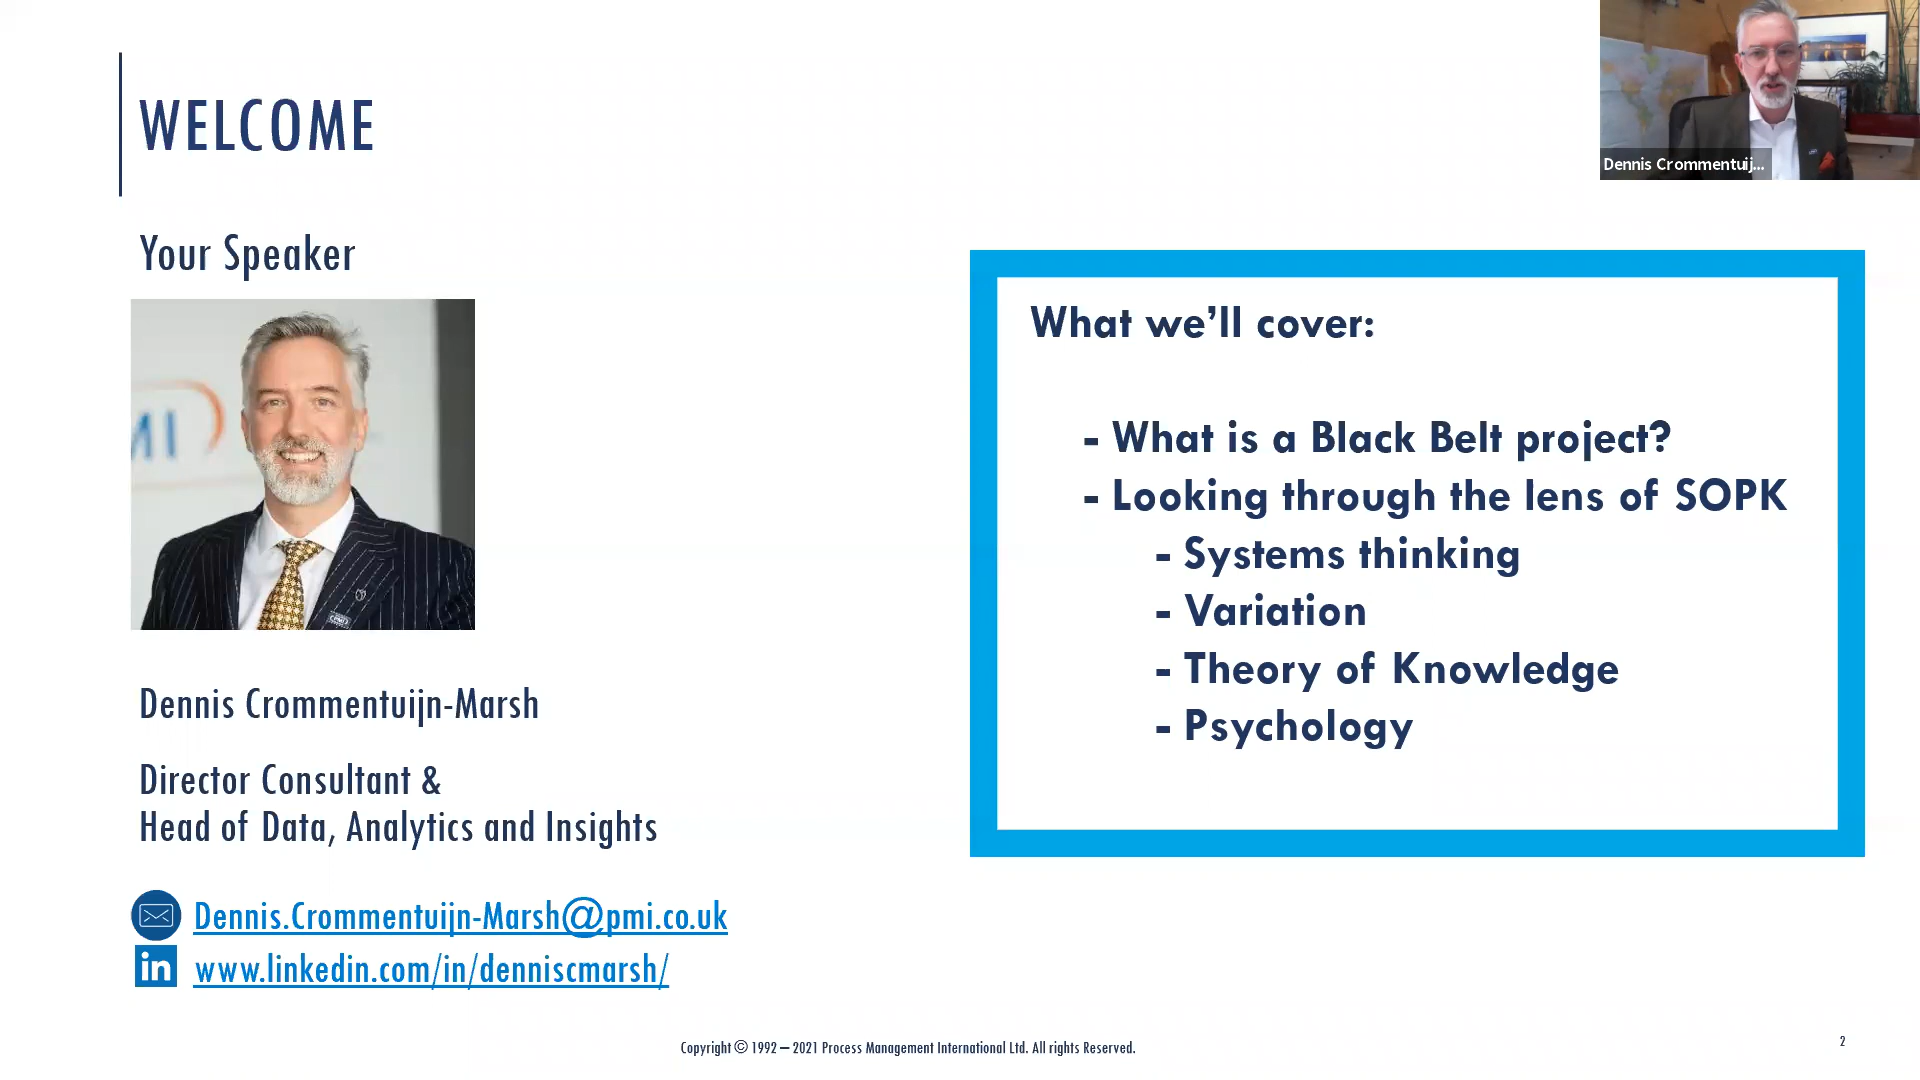 WELCOME
Dennis Crommentuij...
Your Speaker
MI
Dennis Crommentuijn-Marsh
Director Consultant &
Head of Data, Analytics and Insights
Dennis.Crommentuijn-Marsh@pmi.co.uk
in
www.linkedin.com/in/denniscmarsh/
What we’ll cover:
- What is a Black Belt project?
- Looking through the lens of SOPK
- Systems thinking
- Variation
- Theory of Knowledge
- Psychology
Copyright © 1992 – 2021 Process Management International Ltd. All rights Reserved.
2